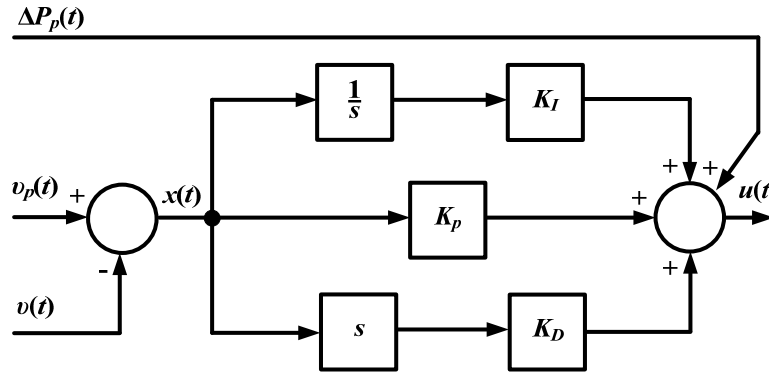 ΔP_p(t)
1
s
K_I
υ_p(t)
+
x(t)
K_p
+
+
+
u(t
-
υ(t)
s
K_D
+